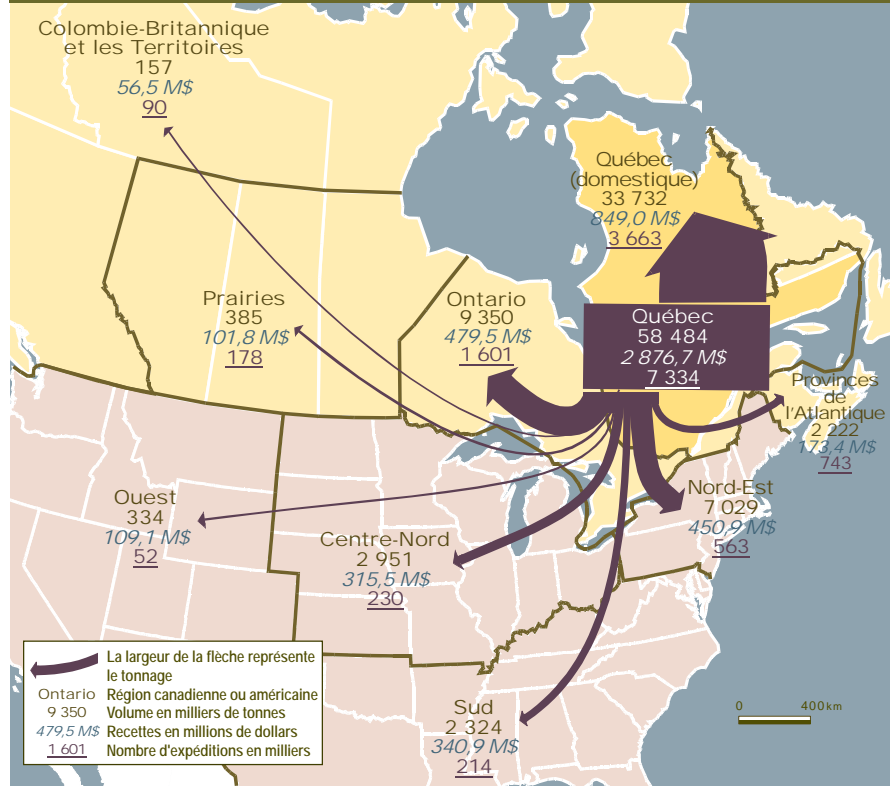 Colombie-Britannique
et les Territoires
157
56,5 M$
90
Québec
(domestique)
33 732
849,0 M$
3 663
Prairies
385
101,8 M$
178
Ontario
9 350
479,5 M$
1 601
Québec
58 484
2 876,7 M$
7 334
Provinces
de
l'Atlantique
2 222
173,4 M$
743
Ouest
334
109,1 M$
52
Centre-Nord
2 951
315,5 M$
230
Nord-Est
7 029
450,9 M$
563
Sud
2 324
340,9 M$
214
La largeur de la flèche représente
le tonnage
Ontario Région canadienne ou américaine
9 350 Volume en milliers de tonnes
479,5 M$ Recettes en millions de dollars
1 601 Nombre d'expéditions en milliers
0 400 km